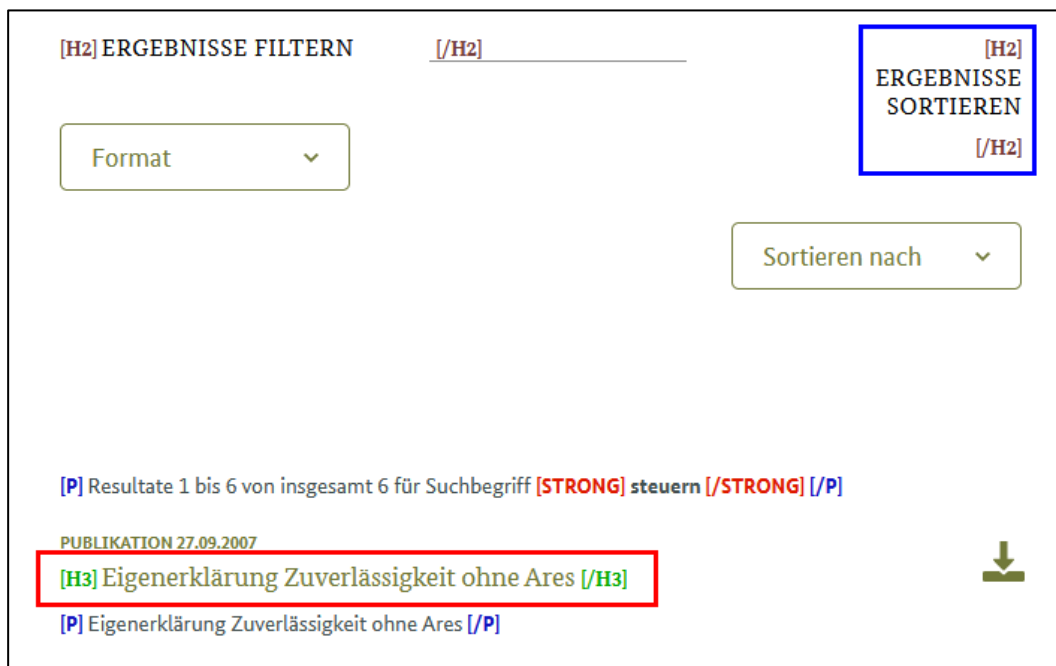 [H2] ERGEBNISSE FILTERN [/H2]
[H2]
ERGEBNISSE
SORTIEREN
[/H2]
Format
Sortieren nach
[P] Resultate 1 bis 6 von insgesamt 6 für Suchbegriff [STRONG] steuern [/STRONG] [/P]
PUBLIKATION 27.09.2007
[H3] Eigenerklärung Zuverlässigkeit ohne Ares [/H3]
[P] Eigenerklärung Zuverlässigkeit ohne Ares [/P]